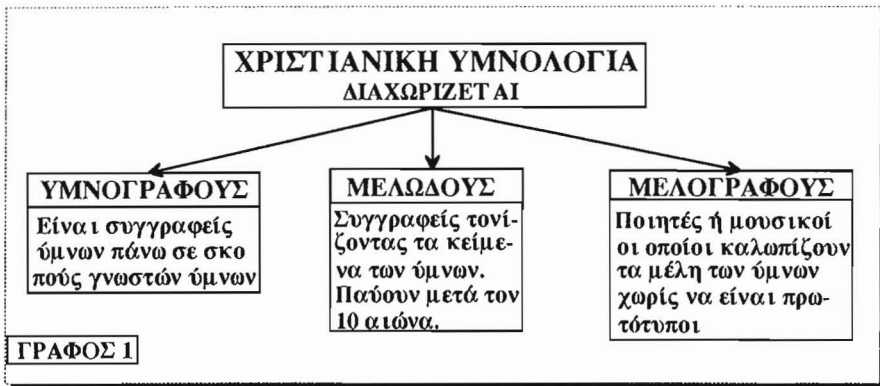 ΧΡΙΣΤΙΑΝΙΚΗ ΥΜΝΟΛΟΓΙΑ
ΔΙΑΧΩΡΙΖΕΤΑΙ
ΥΜΝΟΓΡΑΦΟΥΣ
Είναι συγγραφείς
ύμνων πάνω σε σκο
πούς γνωστών ύμνων
ΜΕΛΩΔΟΥΣ
Συγγραφείς τονί-
ζοντας τα κείμε-
να των ύμνων.
Παύουν μετά τον
10 αιώνα.
ΜΕΛΟΓΡΑΦΟΥΣ
Ποιητές ή μουσικοί
οι οποίοι καλωπίζουν
τα μέλη των ύμνων
χωρίς να είναι πρω-
τότυποι
ΓΡΑΦΟΣ 1